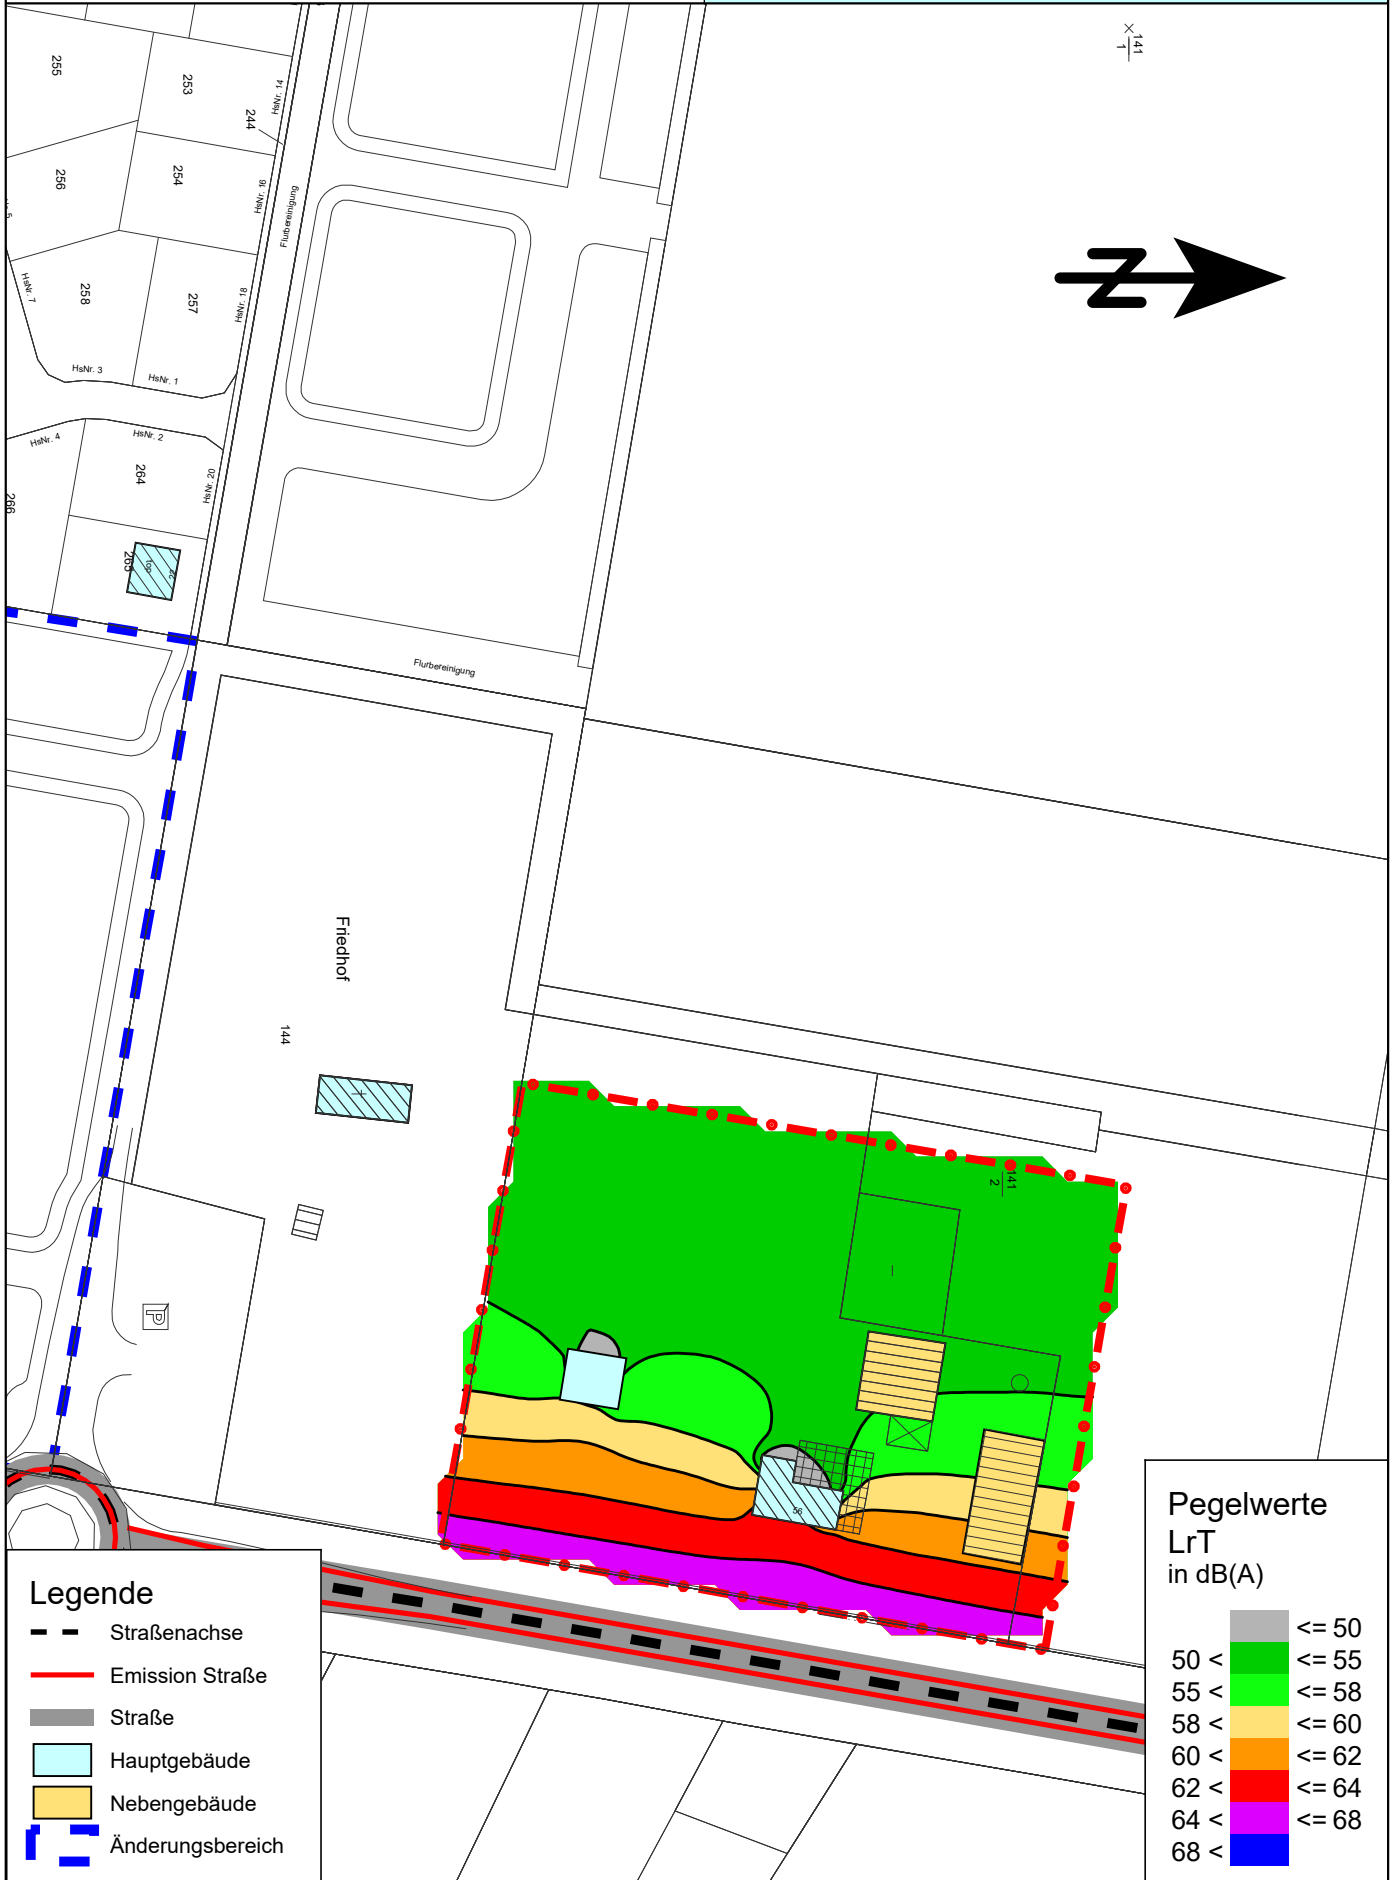 141
1
255
253
HsNr. 14
244
256
254
HsNr. 16
Flurbereinigung
Z
258
257
HsNr. 7
HsNr. 18
HsNr. 3
HsNr. 1
HsNr. 4
HsNr. 2
264
HsNr. 20
266
265
22
Flurbereinigung
Friedhof
144
141
2
P
56
Legende
Straßenachse
Emission Straße
Straße
Hauptgebäude
Nebengebäude
Änderungsbereich
Pegelwerte
LrT
in dB(A)
<= 50
50 < <= 55
55 < <= 58
58 < <= 60
60 < <= 62
62 < <= 64
64 < <= 68
68 <